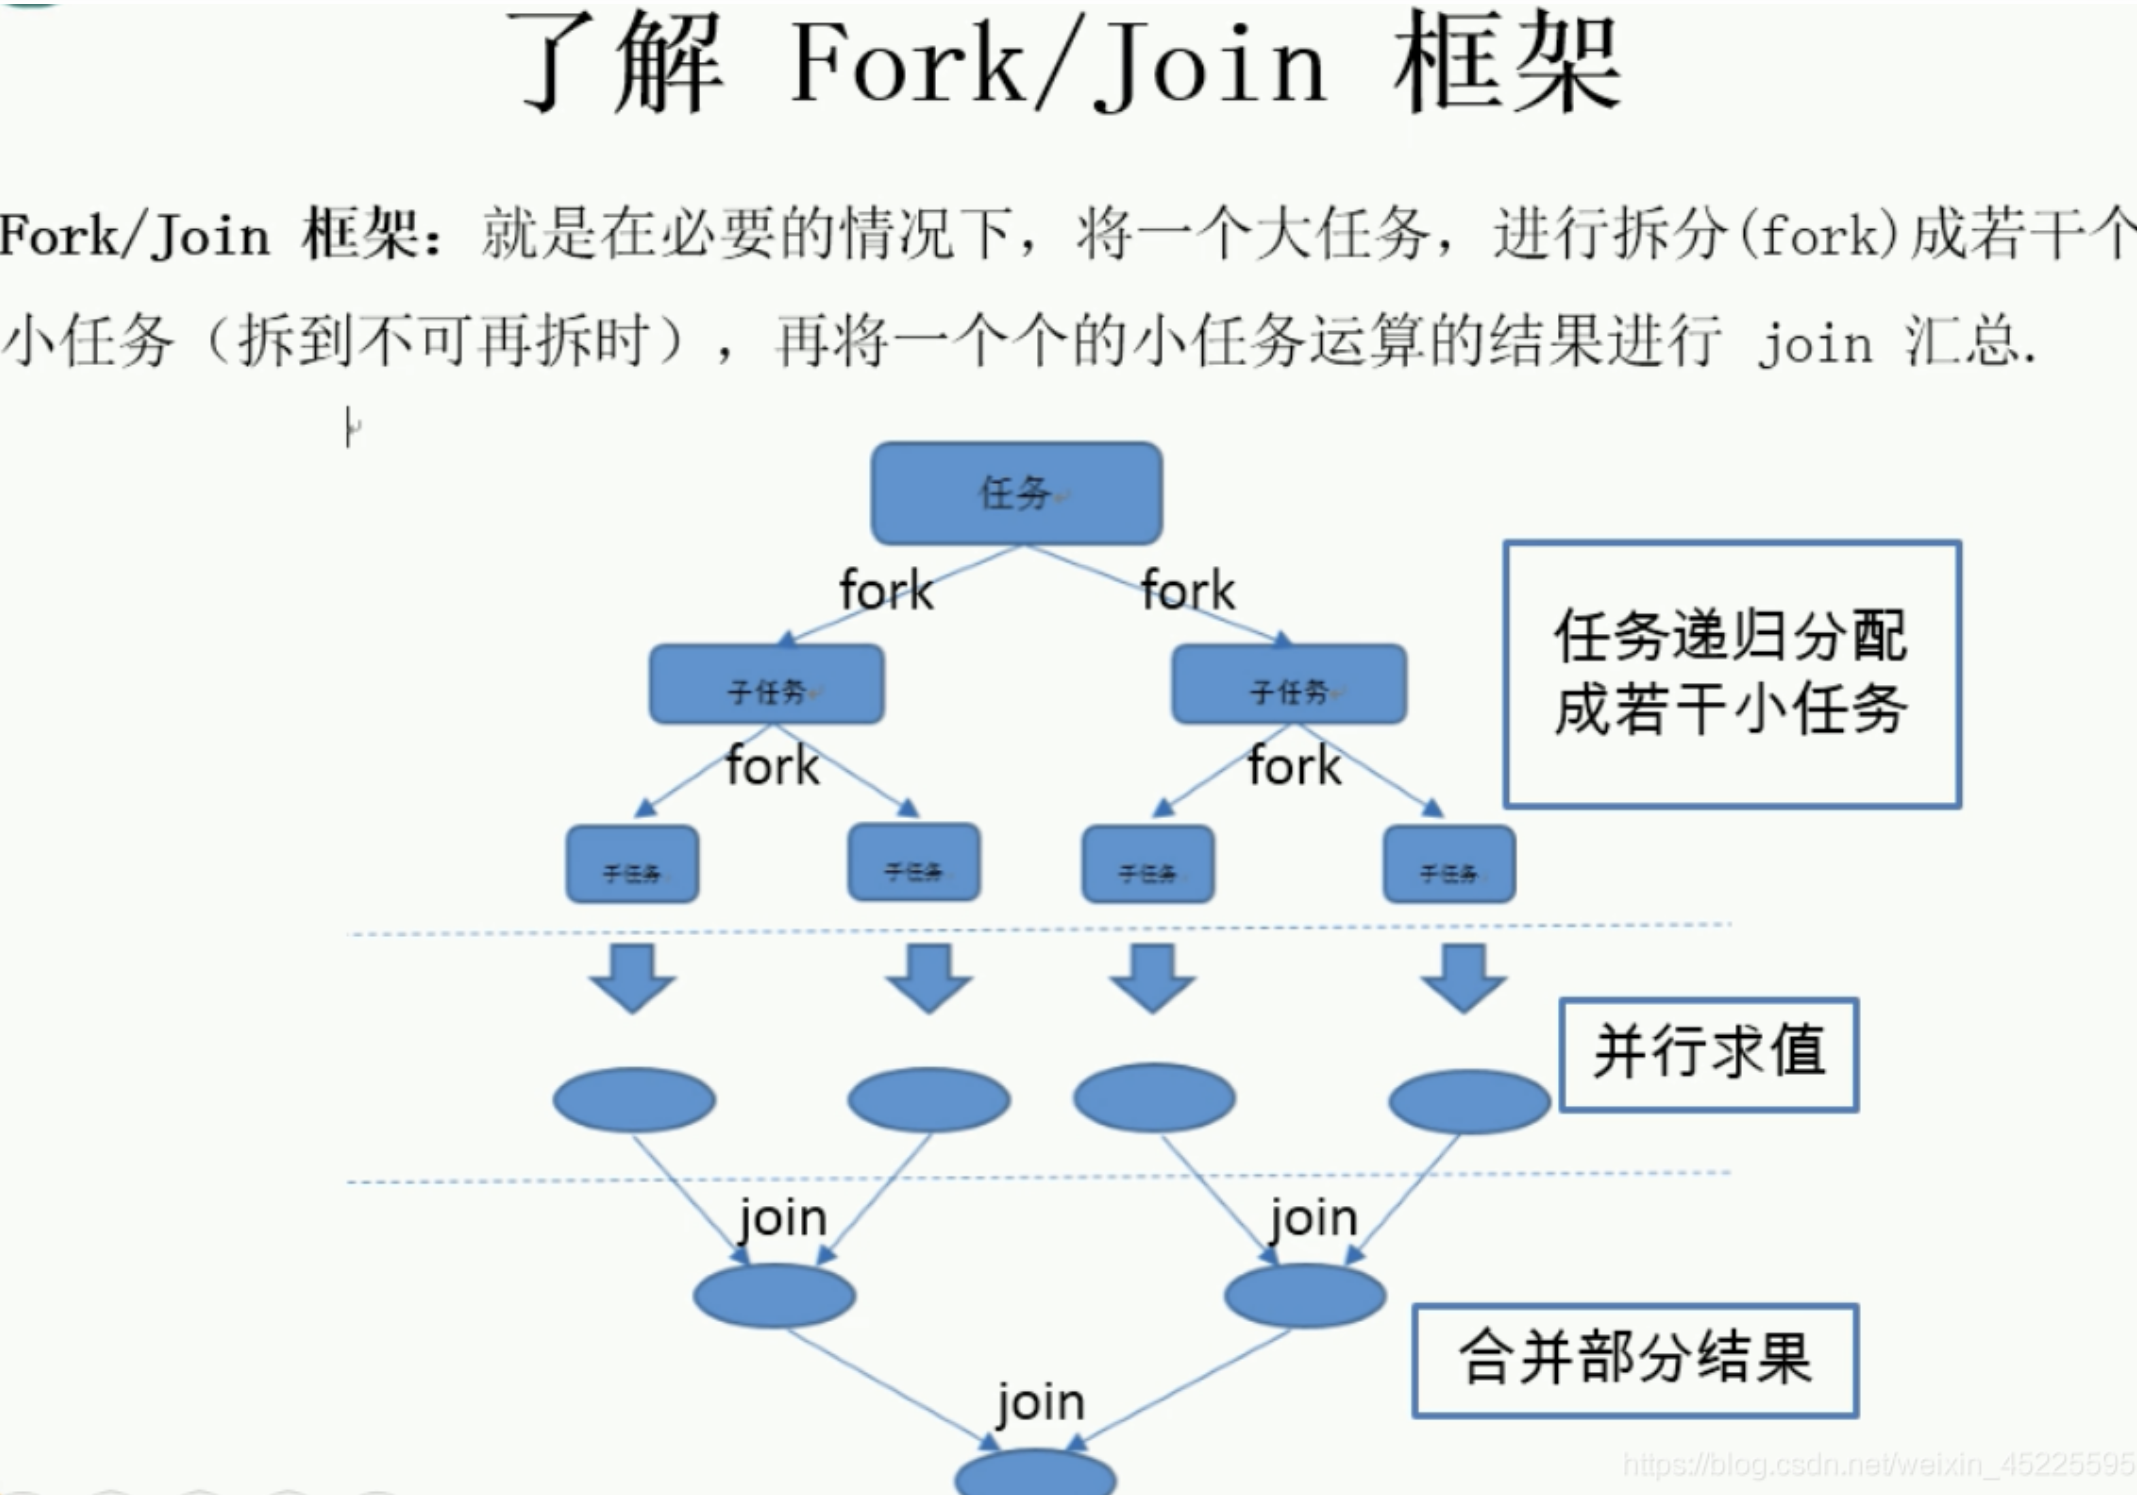 了解 Fork/Join 框架
Fork/Join 框架：就是在必要的情况下，将一个大任务，进行拆分(fork)成若干个
小任务（拆到不可再拆时），再将一个个的小任务运算的结果进行 join 汇总.
任务
fork
fork
子任务
子任务
任务递归分配
成若干小任务
fork
fork
子任务
子任务
子任务
子任务
并行求值
join
join
合并部分结果
join
https://blog.csdn.net/weixin_45225595